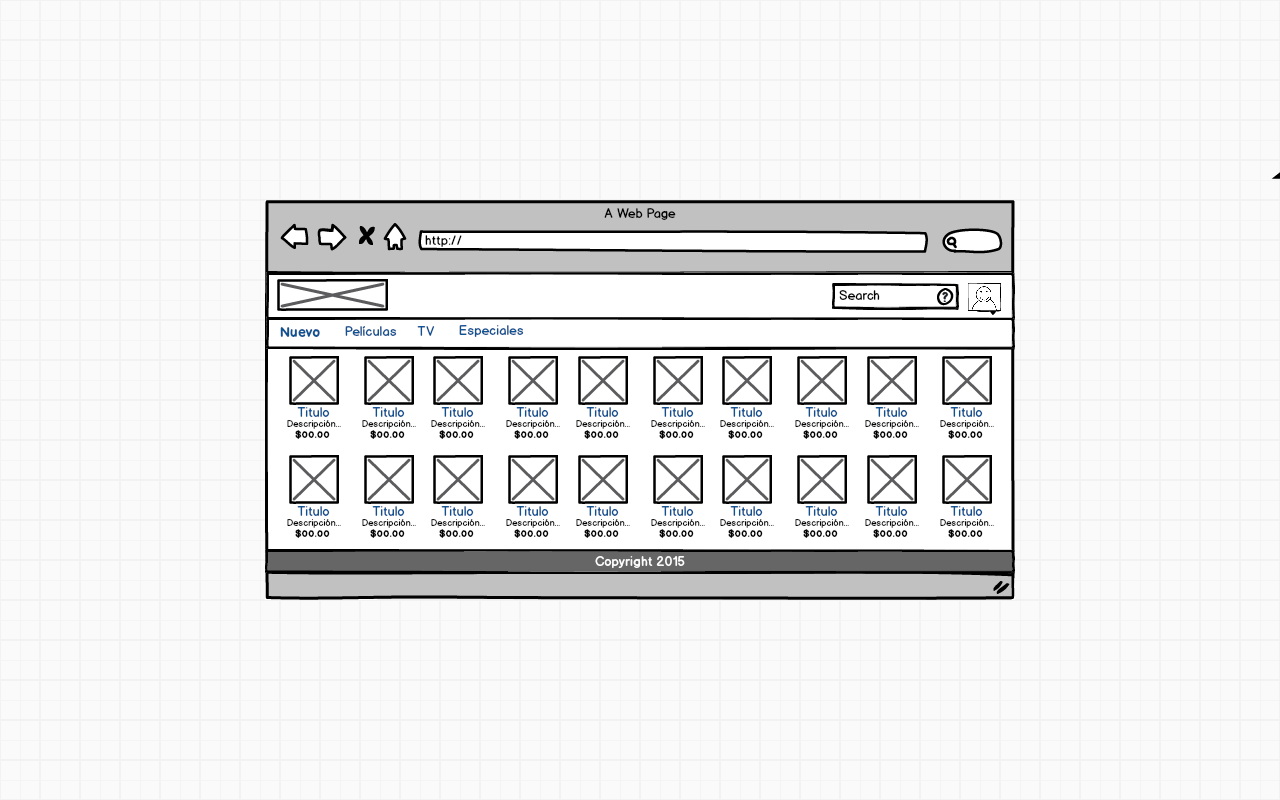 A Web Page
http://
Search ?
Nuevo Películas TV Especiales
Titulo Titulo Titulo Titulo Titulo Titulo Titulo Titulo Titulo Titulo
Descripción... Descripción... Descripción... Descripción... Descripción... Descripción... Descripción... Descripción... Descripción... Descripción...
$00.00 $00.00 $00.00 $00.00 $00.00 $00.00 $00.00 $00.00 $00.00 $00.00
Titulo Titulo Titulo Titulo Titulo Titulo Titulo Titulo Titulo Titulo
Descripción... Descripción... Descripción... Descripción... Descripción... Descripción... Descripción... Descripción... Descripción... Descripción...
$00.00 $00.00 $00.00 $00.00 $00.00 $00.00 $00.00 $00.00 $00.00 $00.00
Copyright 2015